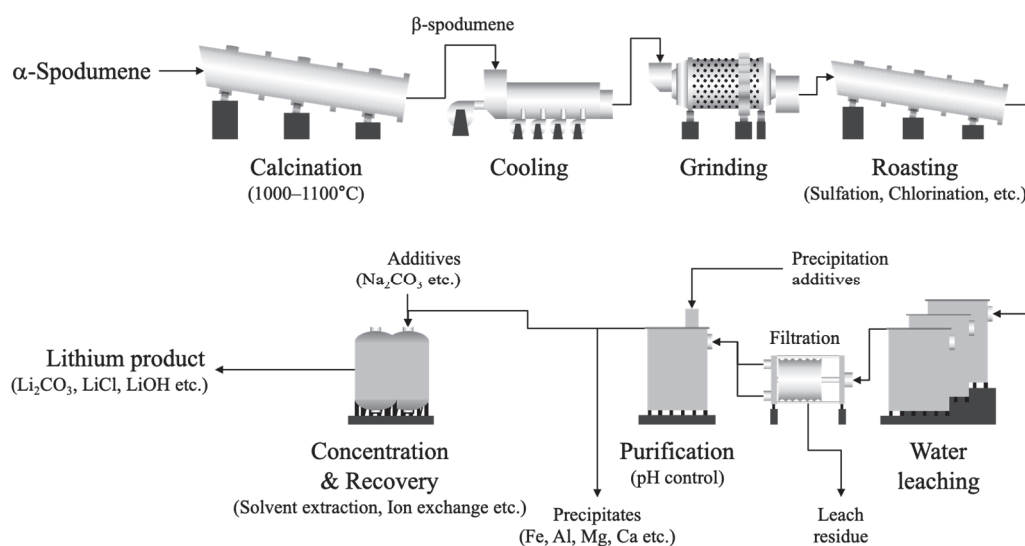 β-spodumene
α-Spodumene
Calcination
(1000–1100°C)
Cooling
Grinding
Roasting
(Sulfation, Chlorination, etc.)
Additives
(Na₂CO₃ etc.)
Precipitation
additives
Filtration
Lithium product
(Li₂CO₃, LiCl, LiOH etc.)
Concentration
& Recovery
(Solvent extraction, Ion exchange etc.)
Purification
(pH control)
Water
leaching
Precipitates
(Fe, Al, Mg, Ca etc.)
Leach
residue